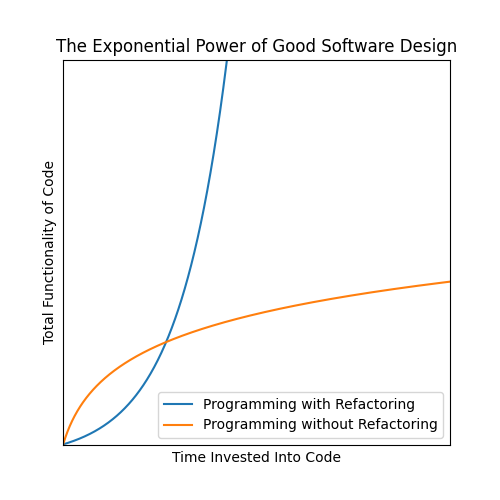 The Exponential Power of Good Software Design
Total Functionality of Code
Programming with Refactoring
Programming without Refactoring
Time Invested Into Code